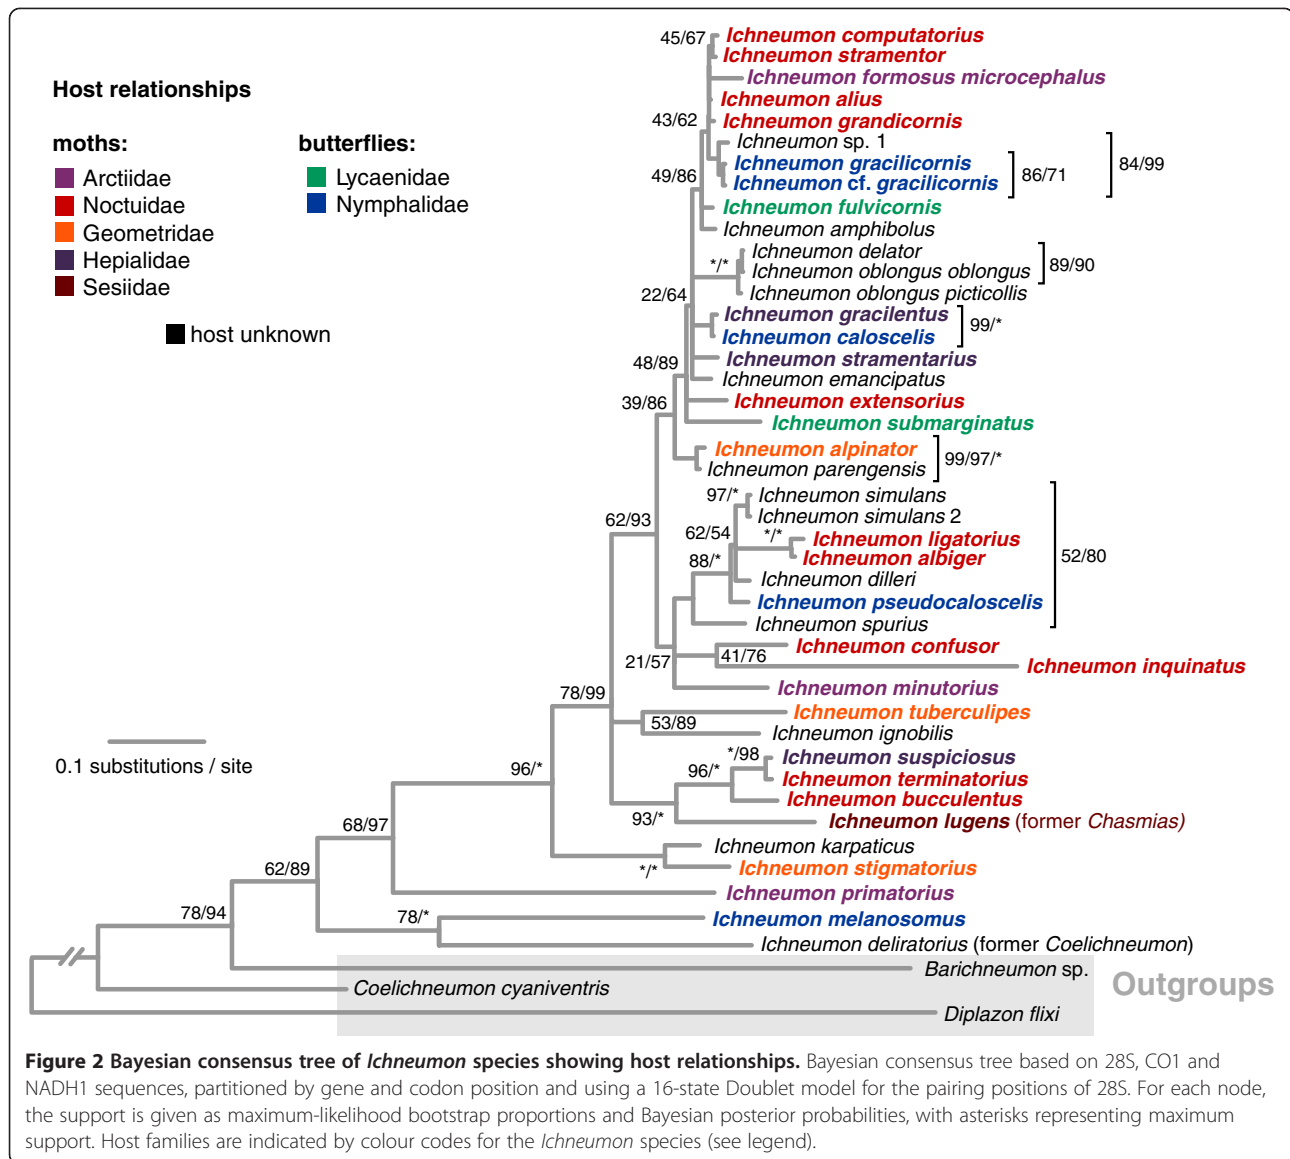 Host relationships
moths:
Arctiidae
Noctuidae
Geometridae
Hepialidae
Sesiidae
butterflies:
Lycaenidae
Nymphalidae
host unknown
45/67
Ichneumon computatorius
Ichneumon stramentor
Ichneumon formosus microcephalus
Ichneumon alius
43/62
Ichneumon grandicornis
Ichneumon sp. 1
Ichneumon gracilicornis
Ichneumon cf. gracilicornis
86/71
84/99
49/86
Ichneumon fulvicornis
Ichneumon amphibolus
*/*
Ichneumon delator
Ichneumon oblongus oblongus
89/90
Ichneumon oblongus picticollis
22/64
Ichneumon gracilentus
Ichneumon caloscelis
99/*
Ichneumon stramentarius
48/89
Ichneumon emancipatus
39/86
Ichneumon extensorius
Ichneumon submarginatus
Ichneumon alpinator
Ichneumon parengensis
99/97/*
97/*
Ichneumon simulans
Ichneumon simulans 2
62/93
62/54
*/*
Ichneumon ligatorius
Ichneumon albiger
52/80
88/*
Ichneumon dilleri
Ichneumon pseudocaloscelis
Ichneumon spurius
Ichneumon confusor
21/57
41/76
Ichneumon inquinatus
Ichneumon minutorius
78/99
Ichneumon tuberculipes
53/89
Ichneumon ignobilis
0.1 substitutions / site
96/*
*/98
Ichneumon suspiciosus
96/*
Ichneumon terminatorius
Ichneumon bucculentus
93/*
Ichneumon lugens (former Chasmias)
68/97
Ichneumon karpaticus
*/*
Ichneumon stigmatorius
62/89
Ichneumon primatorius
78/94
78/*
Ichneumon melanosomus
Ichneumon deliratorius (former Coelichneumon)
Barichneumon sp.
Coelichneumon cyaniventris
Outgroups
Diplazon flixi
Figure 2 Bayesian consensus tree of Ichneumon species showing host relationships. Bayesian consensus tree based on 28S, CO1 and
NADH1 sequences, partitioned by gene and codon position and using a 16-state Doublet model for the pairing positions of 28S. For each node,
the support is given as maximum-likelihood bootstrap proportions and Bayesian posterior probabilities, with asterisks representing maximum
support. Host families are indicated by colour codes for the Ichneumon species (see legend).